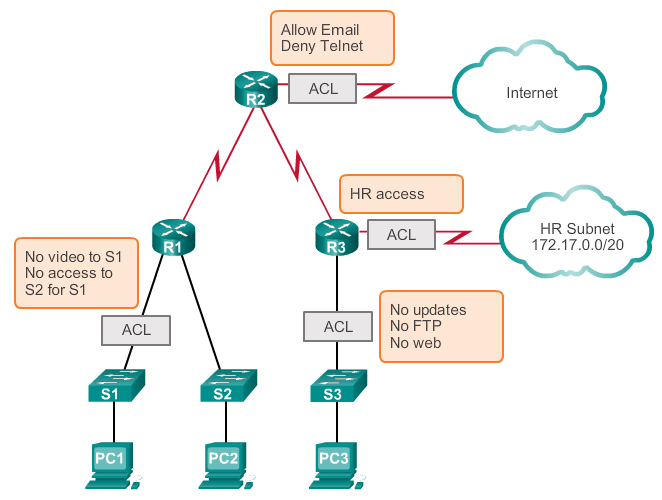 Allow Email
Deny Telnet
ACL
R2
Internet
HR access
R1
R3
ACL
HR Subnet
172.17.0.0/20
No video to S1
No access to
S2 for S1
ACL
ACL
No updates
No FTP
No web
S1
S2
S3
PC1
PC2
PC3